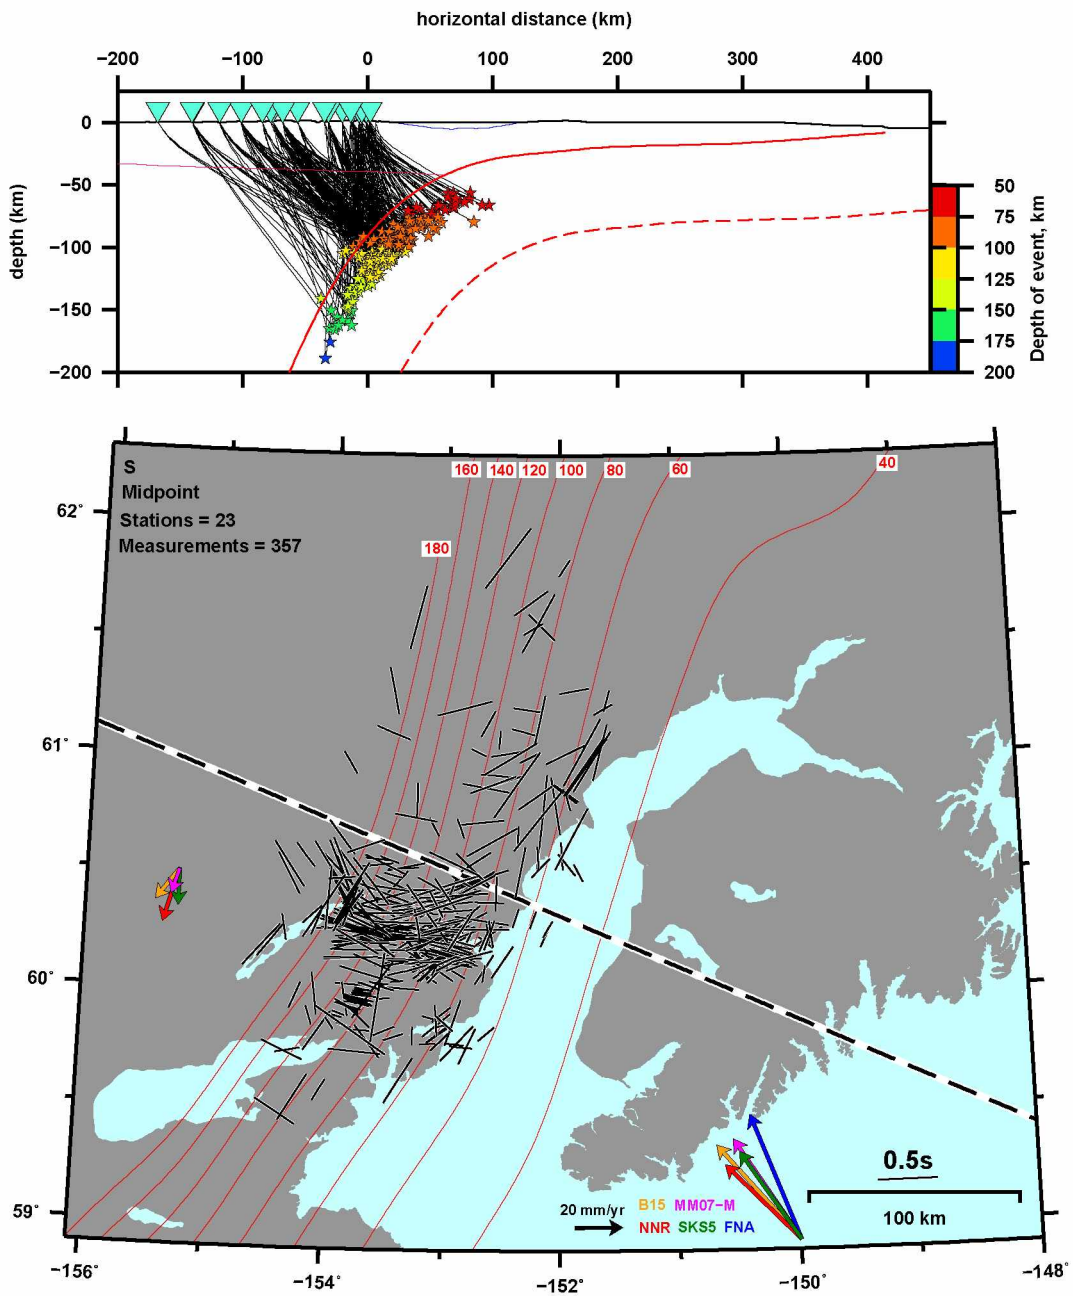 horizontal distance (km)
−200 −100 0 100 200 300 400
0
−50
−100
−150
−200
depth (km)
50
75
100
125
150
175
200
Depth of event, km
S
Midpoint
Stations = 23
Measurements = 357
160 140 120 100 80 60 40
180
62°
61°
60°
59°
0.5s
100 km
20 mm/yr
B15 MM07−M
NNR SKS5 FNA
−156° −154° −152° −150° −148°